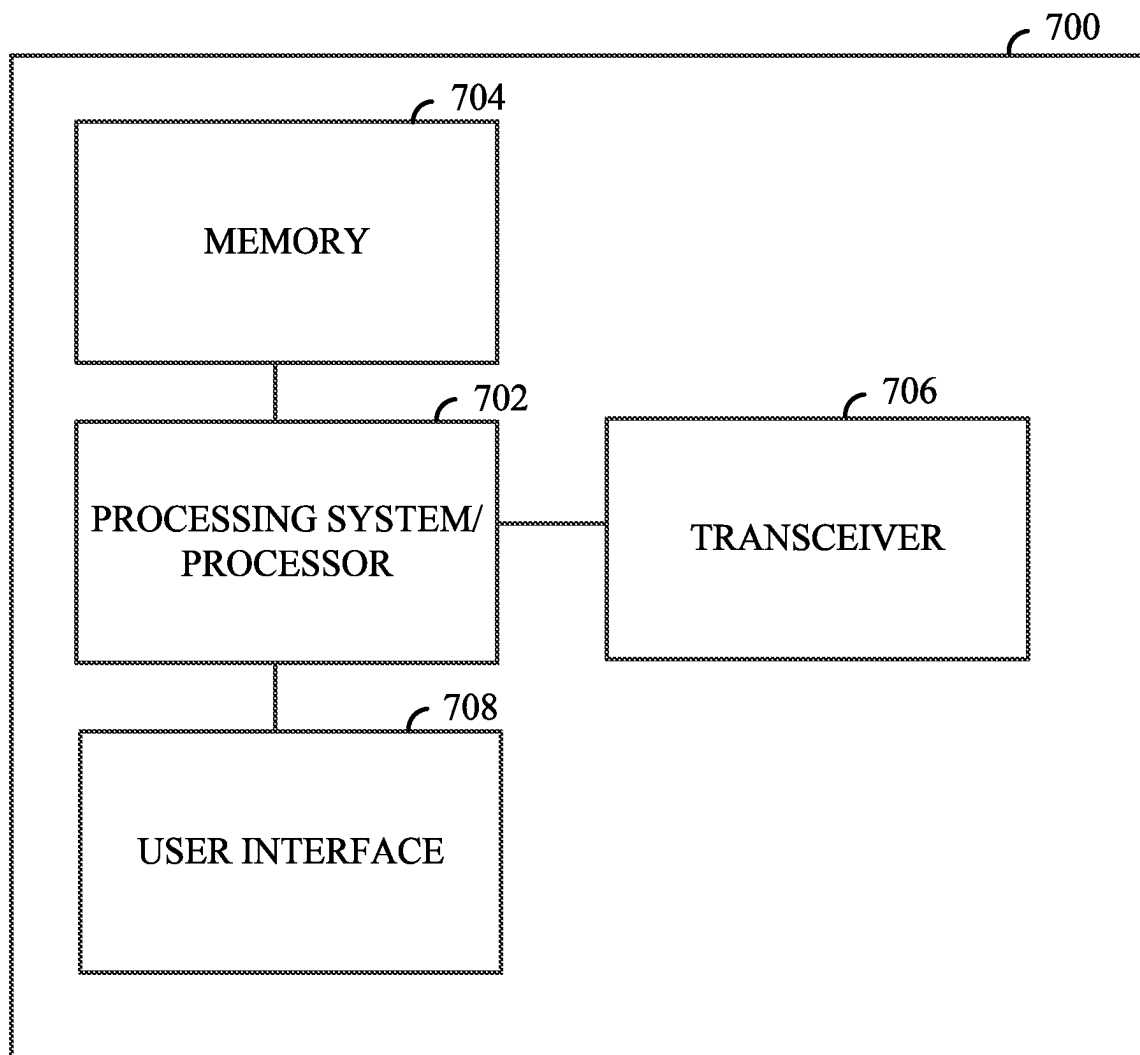 700
704
MEMORY
702
706
PROCESSING SYSTEM/
PROCESSOR
TRANSCEIVER
708
USER INTERFACE